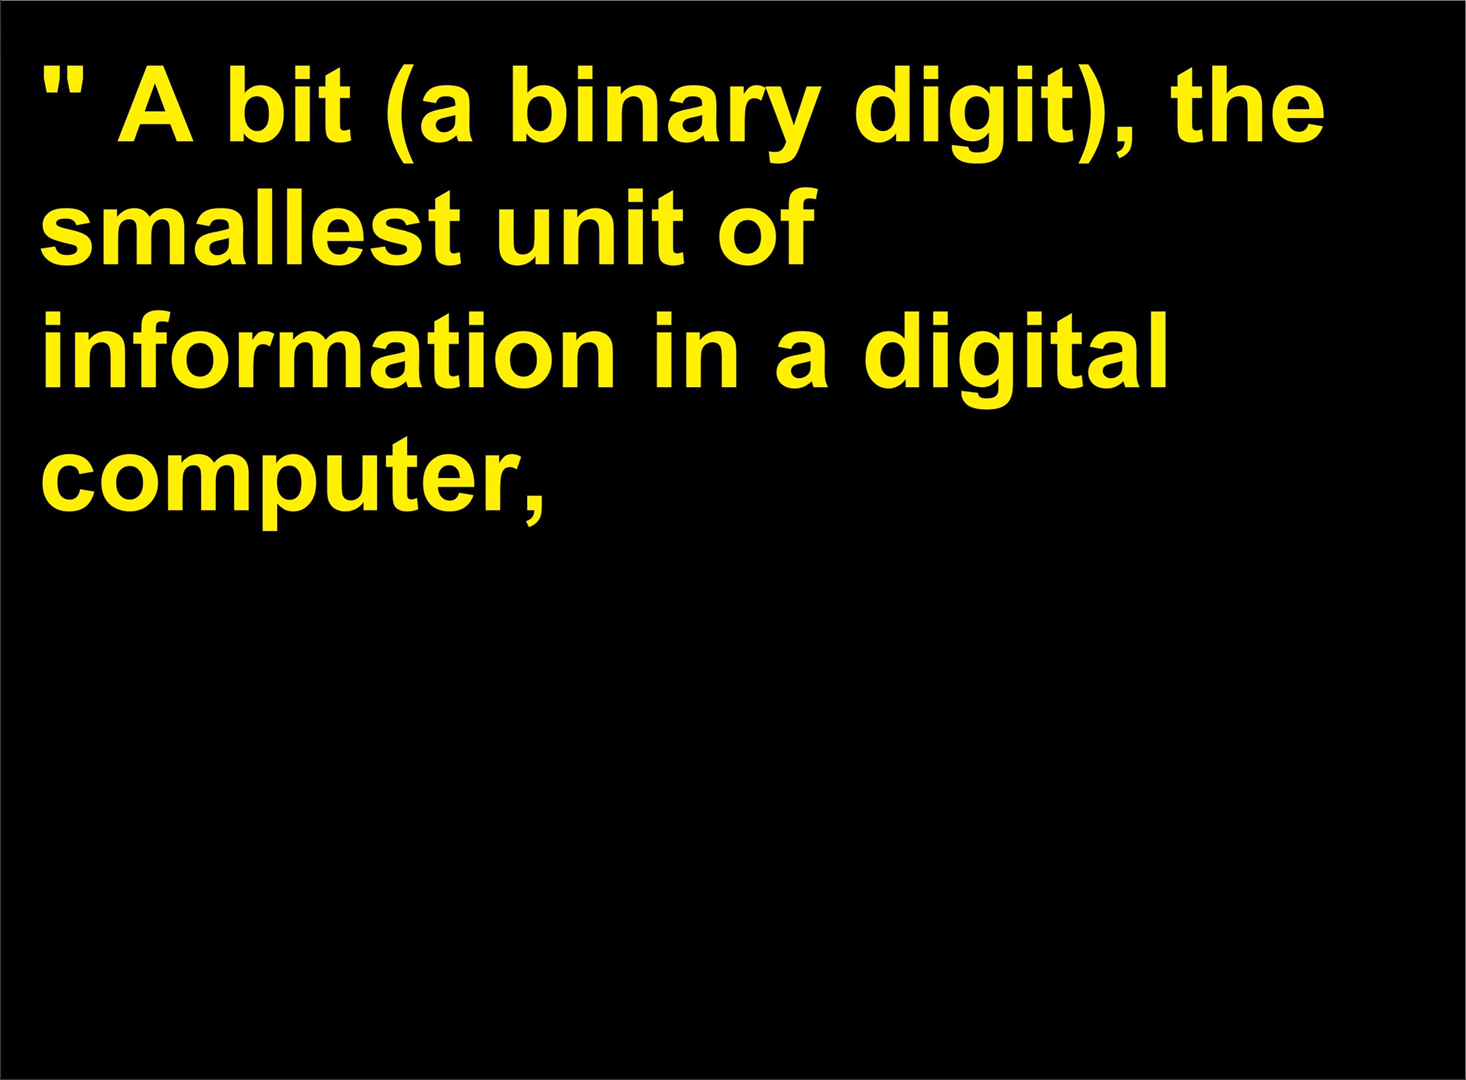 " A bit (a binary digit), the
smallest unit of
information in a digital
computer,